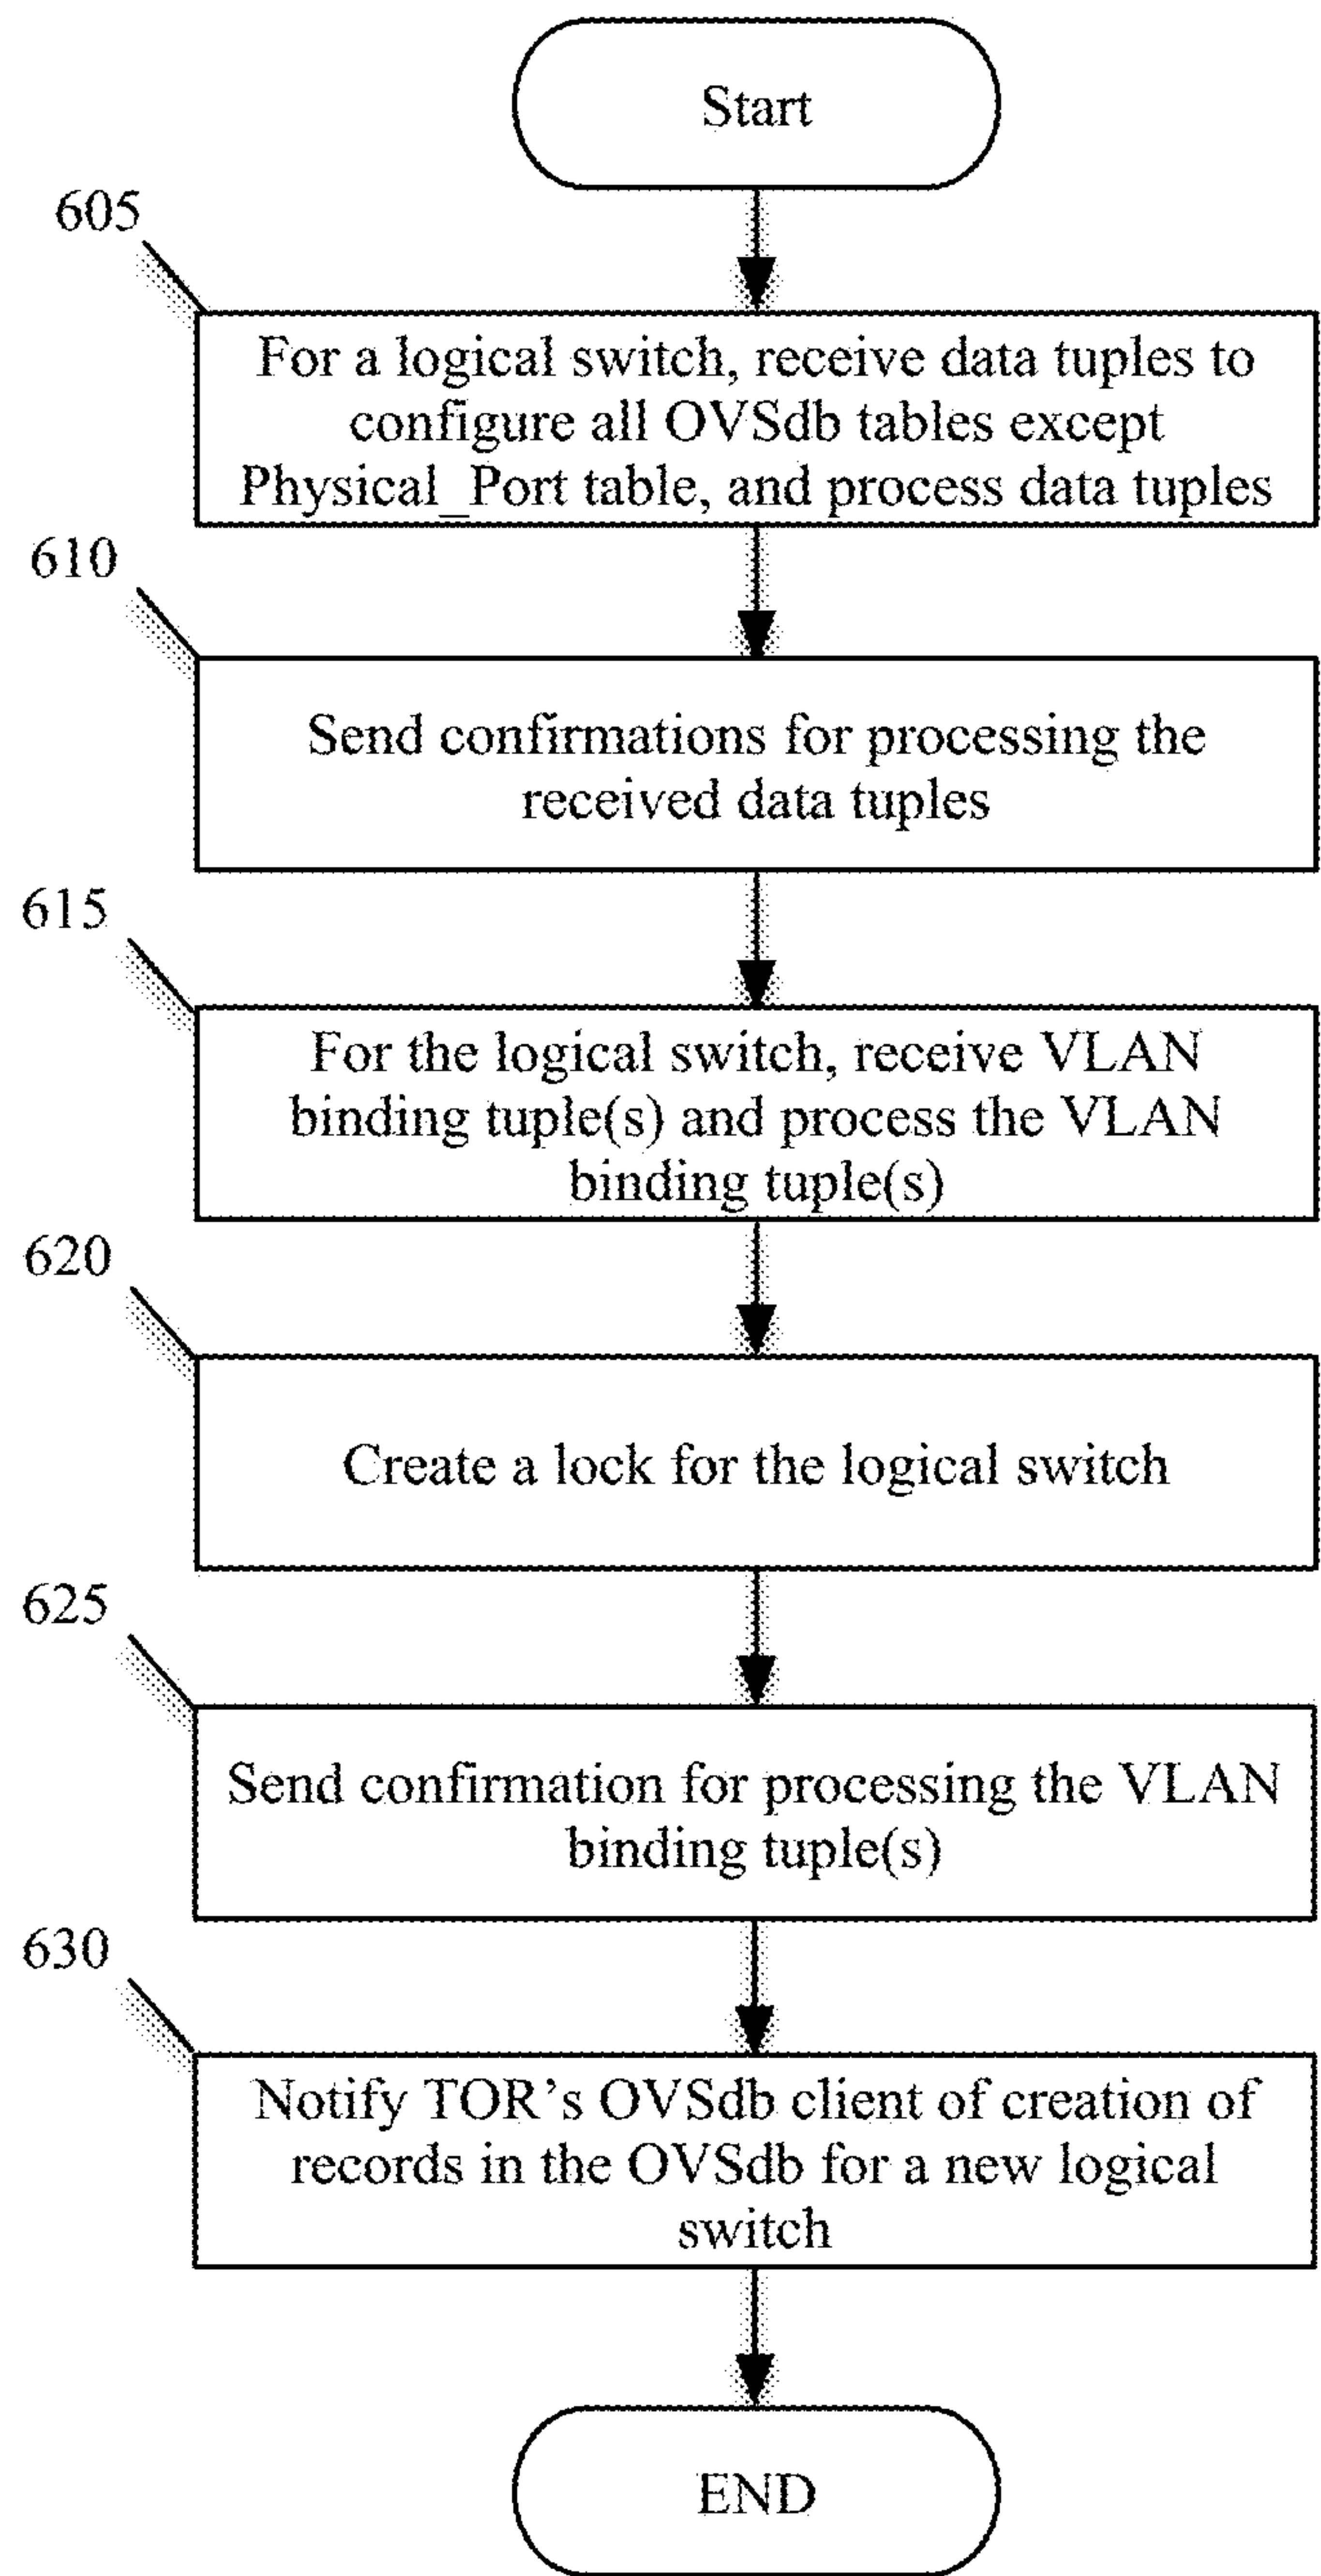 Start
605
For a logical switch, receive data tuples to
configure all OVSdb tables except
Physical_Port table, and process data tuples
610
Send confirmations for processing the
received data tuples
615
For the logical switch, receive VLAN
binding tuple(s) and process the VLAN
binding tuple(s)
620
Create a lock for the logical switch
625
Send confirmation for processing the VLAN
binding tuple(s)
630
Notify TOR's OVSdb client of creation of
records in the OVSdb for a new logical
switch
END